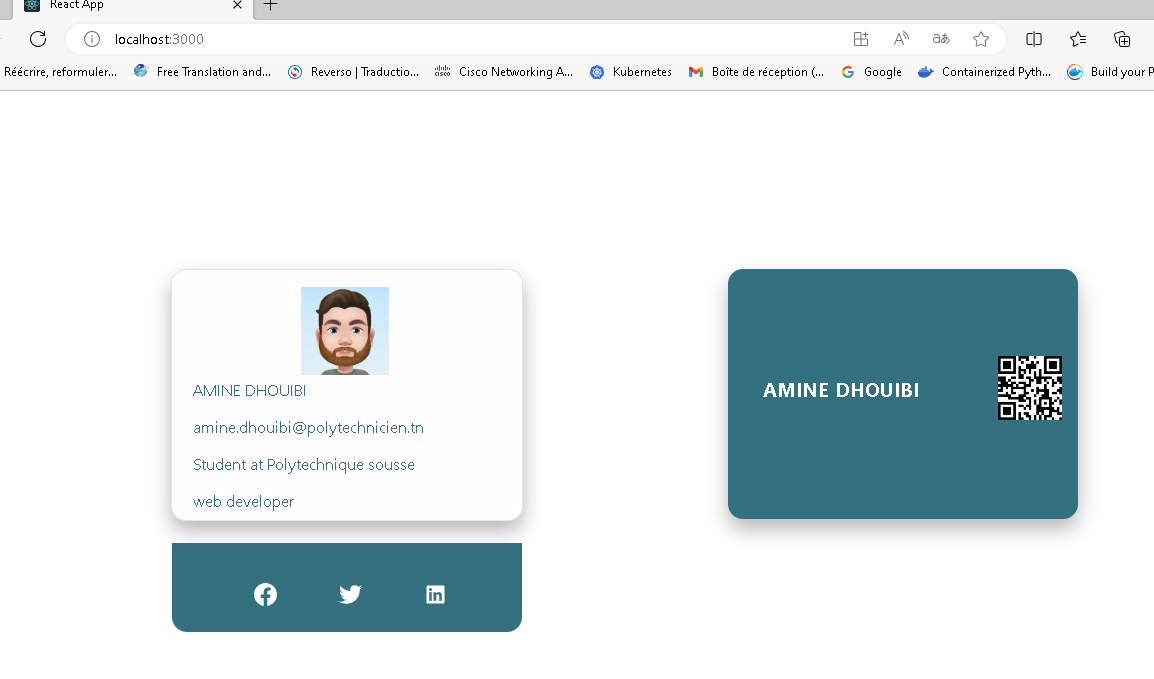 React App
localhost:3000
Réécrire, reformuler... Free Translation and... Reverso | Traductio... Cisco Networking A... Kubernetes Boîte de réception (... Google Containerized Pyth... Build your P
AMINE DHOUIBI
amine.dhouibi@polytechnicien.tn
Student at Polytechnique sousse
web developer
AMINE DHOUIBI